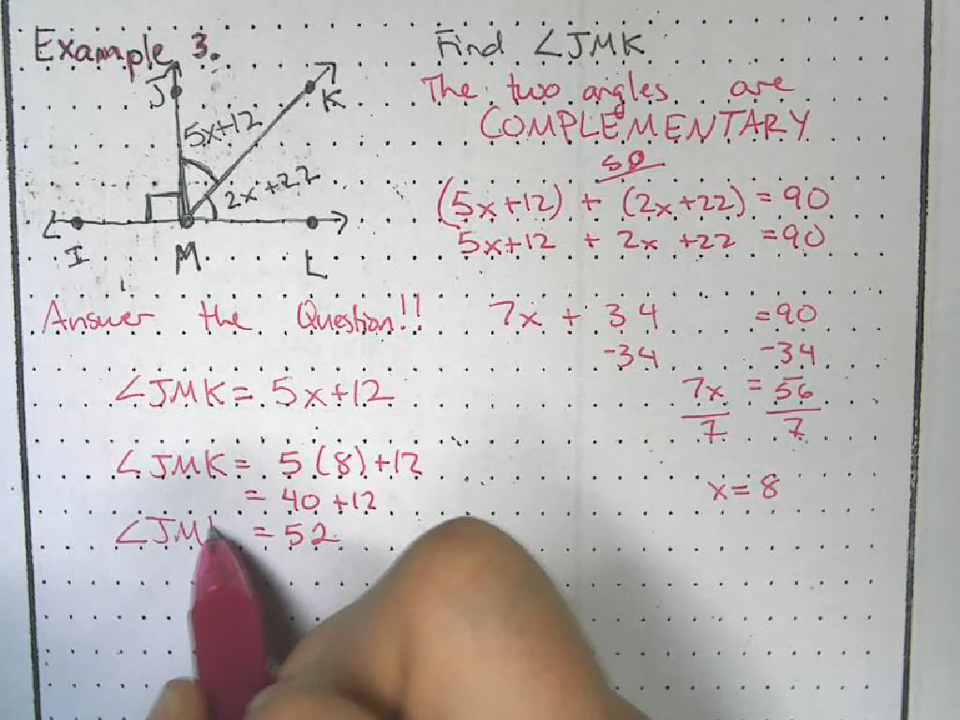 Example 3.
J
K
5x+12
2x+22
I
M
L
Find ∠JMK
The two angles are
COMPLEMENTARY
so
(5x+12) + (2x+22) = 90
5x+12 + 2x +22 = 90
7x + 34 = 90
-34 -34
7x = 56
7 7
x = 8
Answer the Question!!
∠JMK = 5x+12
∠JMK = 5(8)+12
= 40 +12
∠JM = 52